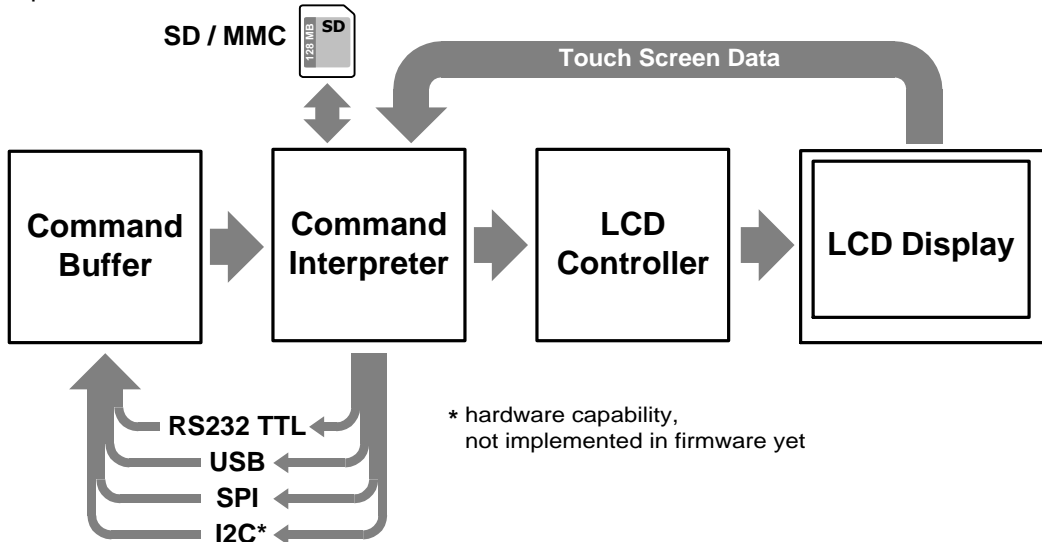 SD / MMC
128 MB
SD
Touch Screen Data
Command
Buffer
Command
Interpreter
LCD
Controller
LCD Display
RS232 TTL
USB
SPI
I2C*
* hardware capability,
not implemented in firmware yet